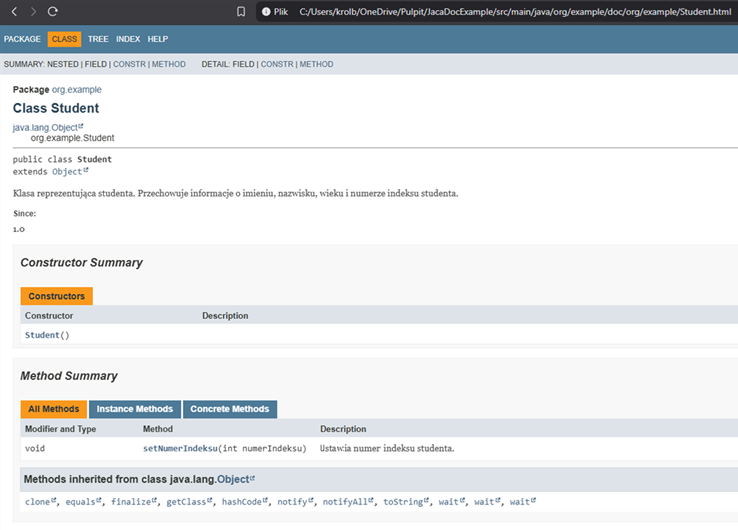 Plik C:/Users/krolb/OneDrive/Pulpit/JacaDocExample/src/main/java/org/example/doc/org/example/Student.html
PACKAGE CLASS TREE INDEX HELP
SUMMARY: NESTED | FIELD | CONSTR | METHOD DETAIL: FIELD | CONSTR | METHOD
Package org.example
Class Student
java.lang.Object
org.example.Student
public class Student
extends Object
Klasa reprezentująca studenta. Przechowuje informacje o imieniu, nazwisku, wieku i numerze indeksu studenta.
Since:
1.0
Constructor Summary
Constructors
Constructor Description
Student()
Method Summary
All Methods Instance Methods Concrete Methods
Modifier and Type Method Description
void setNumerIndeksu(int numerIndeksu) Ustawia numer indeksu studenta.
Methods inherited from class java.lang.Object
clone, equals, finalize, getClass, hashCode, notify, notifyAll, toString, wait, wait, wait